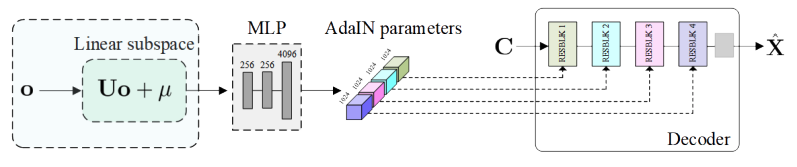 Linear subspace
o
Uo + μ
MLP
256
256
4096
AdaIN parameters
1024
1024
1024
1024
C
RESBLK 1
RESBLK 2
RESBLK 3
RESBLK 4
X̂
Decoder